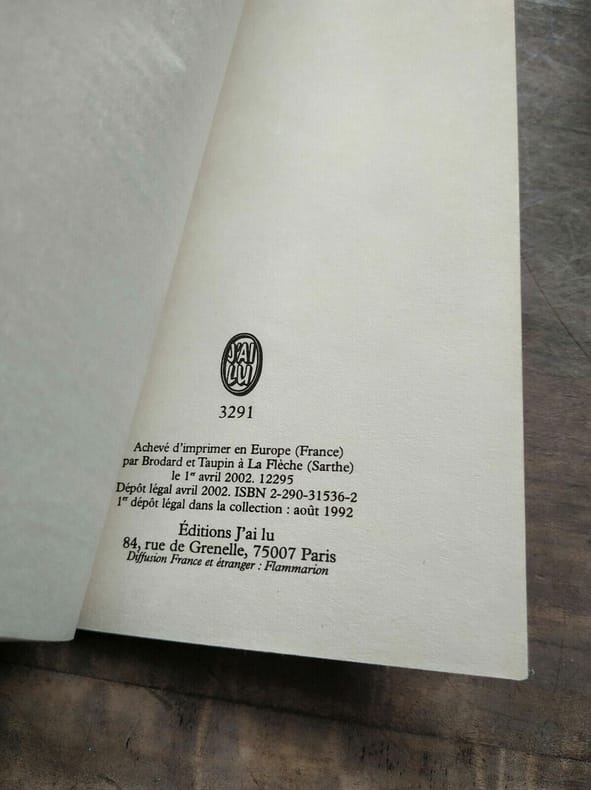 J'AI
LU
3291
Achevé d'imprimer en Europe (France)
par Brodard et Taupin à La Flèche (Sarthe)
le 1er avril 2002. 12295
Dépôt légal avril 2002. ISBN 2-290-31536-2
1er dépôt légal dans la collection : août 1992
Éditions J'ai lu
84, rue de Grenelle, 75007 Paris
Diffusion France et étranger : Flammarion